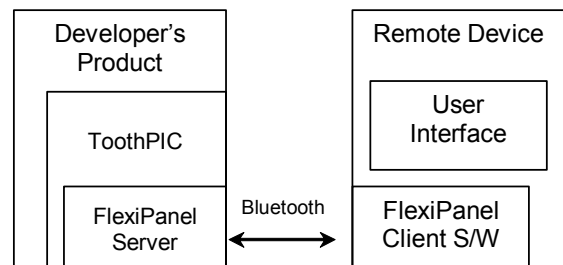 Developer's
Product
ToothPIC
FlexiPanel
Server
Bluetooth
Remote Device
User
Interface
FlexiPanel
Client S/W